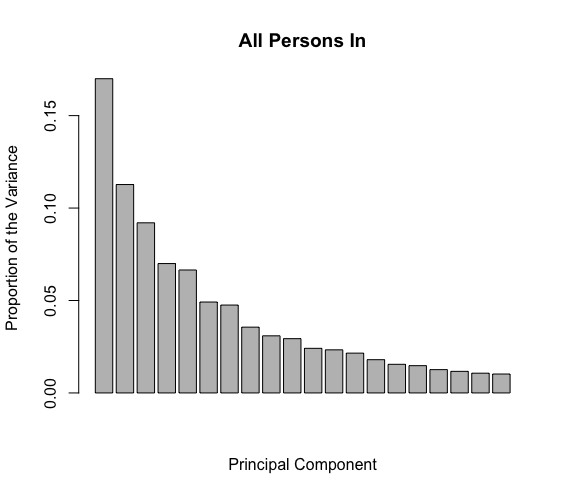 All Persons In
Proportion of the Variance
0.15
0.10
0.05
0.00
Principal Component